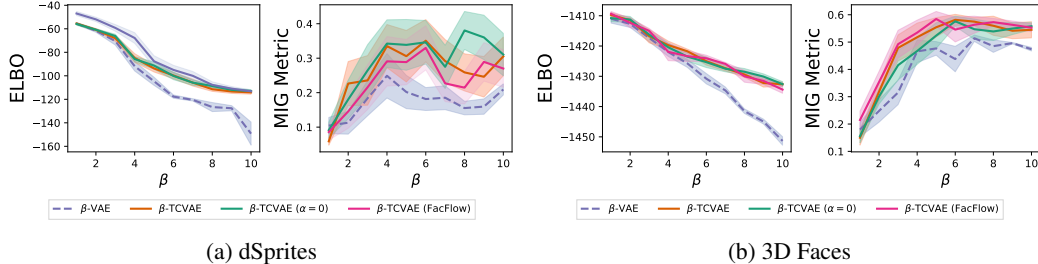 −40
−60
−80
−100
−120
−140
−160
ELBO
2 4 6 8 10
β
0.4
0.3
0.2
0.1
MIG Metric
2 4 6 8 10
β
β-VAE β-TCVAE β-TCVAE (α = 0) β-TCVAE (FacFlow)
(a) dSprites
−1410
−1420
−1430
−1440
−1450
ELBO
2 4 6 8 10
β
0.6
0.5
0.4
0.3
0.2
0.1
MIG Metric
2 4 6 8 10
β
β-VAE β-TCVAE β-TCVAE (α = 0) β-TCVAE (FacFlow)
(b) 3D Faces